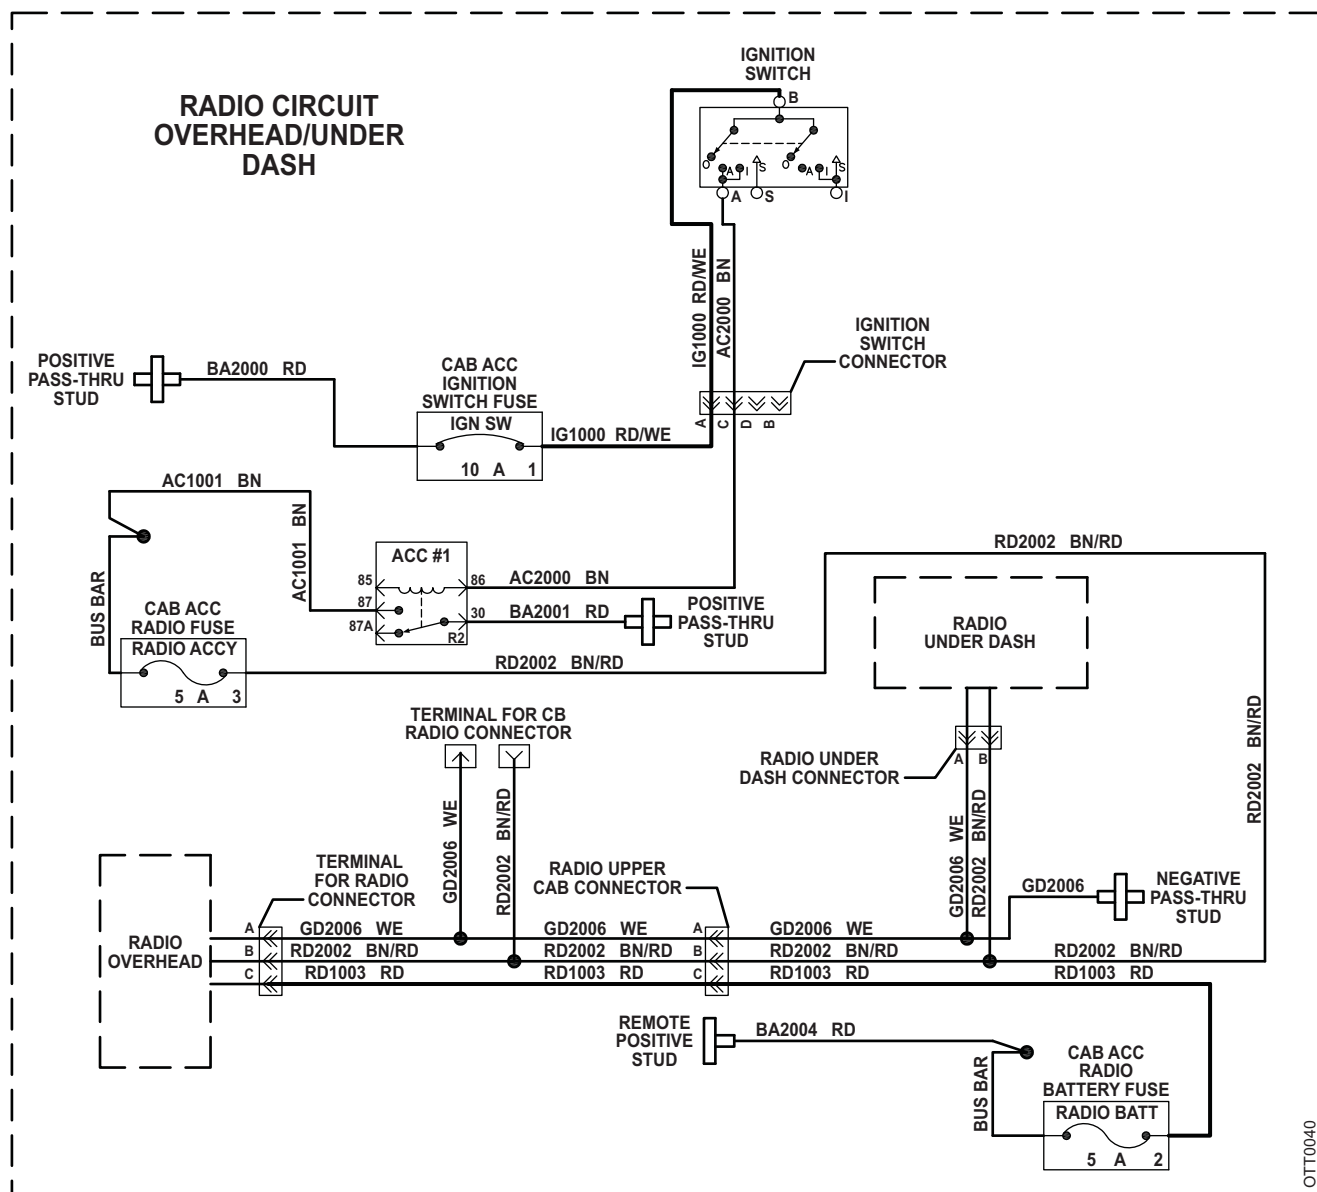 IGNITION
SWITCH
RADIO CIRCUIT
OVERHEAD/UNDER
DASH
B
O
A
I
S
O
A
I
S
A
S
I
IG1000 RD/WE
AC2000 BN
IGNITION
SWITCH
CONNECTOR
POSITIVE
PASS-THRU
STUD
BA2000 RD
CAB ACC
IGNITION
SWITCH FUSE
IGN SW
10 A 1
IG1000 RD/WE
A
C
D
B
AC1001 BN
AC1001 BN
BUS BAR
ACC #1
85
86
87
30
87A
R2
AC2000 BN
BA2001 RD
POSITIVE
PASS-THRU
STUD
RD2002 BN/RD
CAB ACC
RADIO FUSE
RADIO ACCY
5 A 3
RD2002 BN/RD
RADIO
UNDER DASH
RD2002 BN/RD
TERMINAL FOR CB
RADIO CONNECTOR
RADIO UNDER
DASH CONNECTOR
A
B
GD2006 WE
RD2002 BN/RD
GD2006 WE
RD2002 BN/RD
TERMINAL
FOR RADIO
CONNECTOR
RADIO UPPER
CAB CONNECTOR
GD2006
NEGATIVE
PASS-THRU
STUD
RADIO
OVERHEAD
A GD2006 WE GD2006 WE A GD2006 WE
B RD2002 BN/RD RD2002 BN/RD B RD2002 BN/RD RD2002 BN/RD
C RD1003 RD RD1003 RD C RD1003 RD RD1003 RD
REMOTE
POSITIVE
STUD
BA2004 RD
BUS BAR
CAB ACC
RADIO
BATTERY FUSE
RADIO BATT
5 A 2
OTT0040